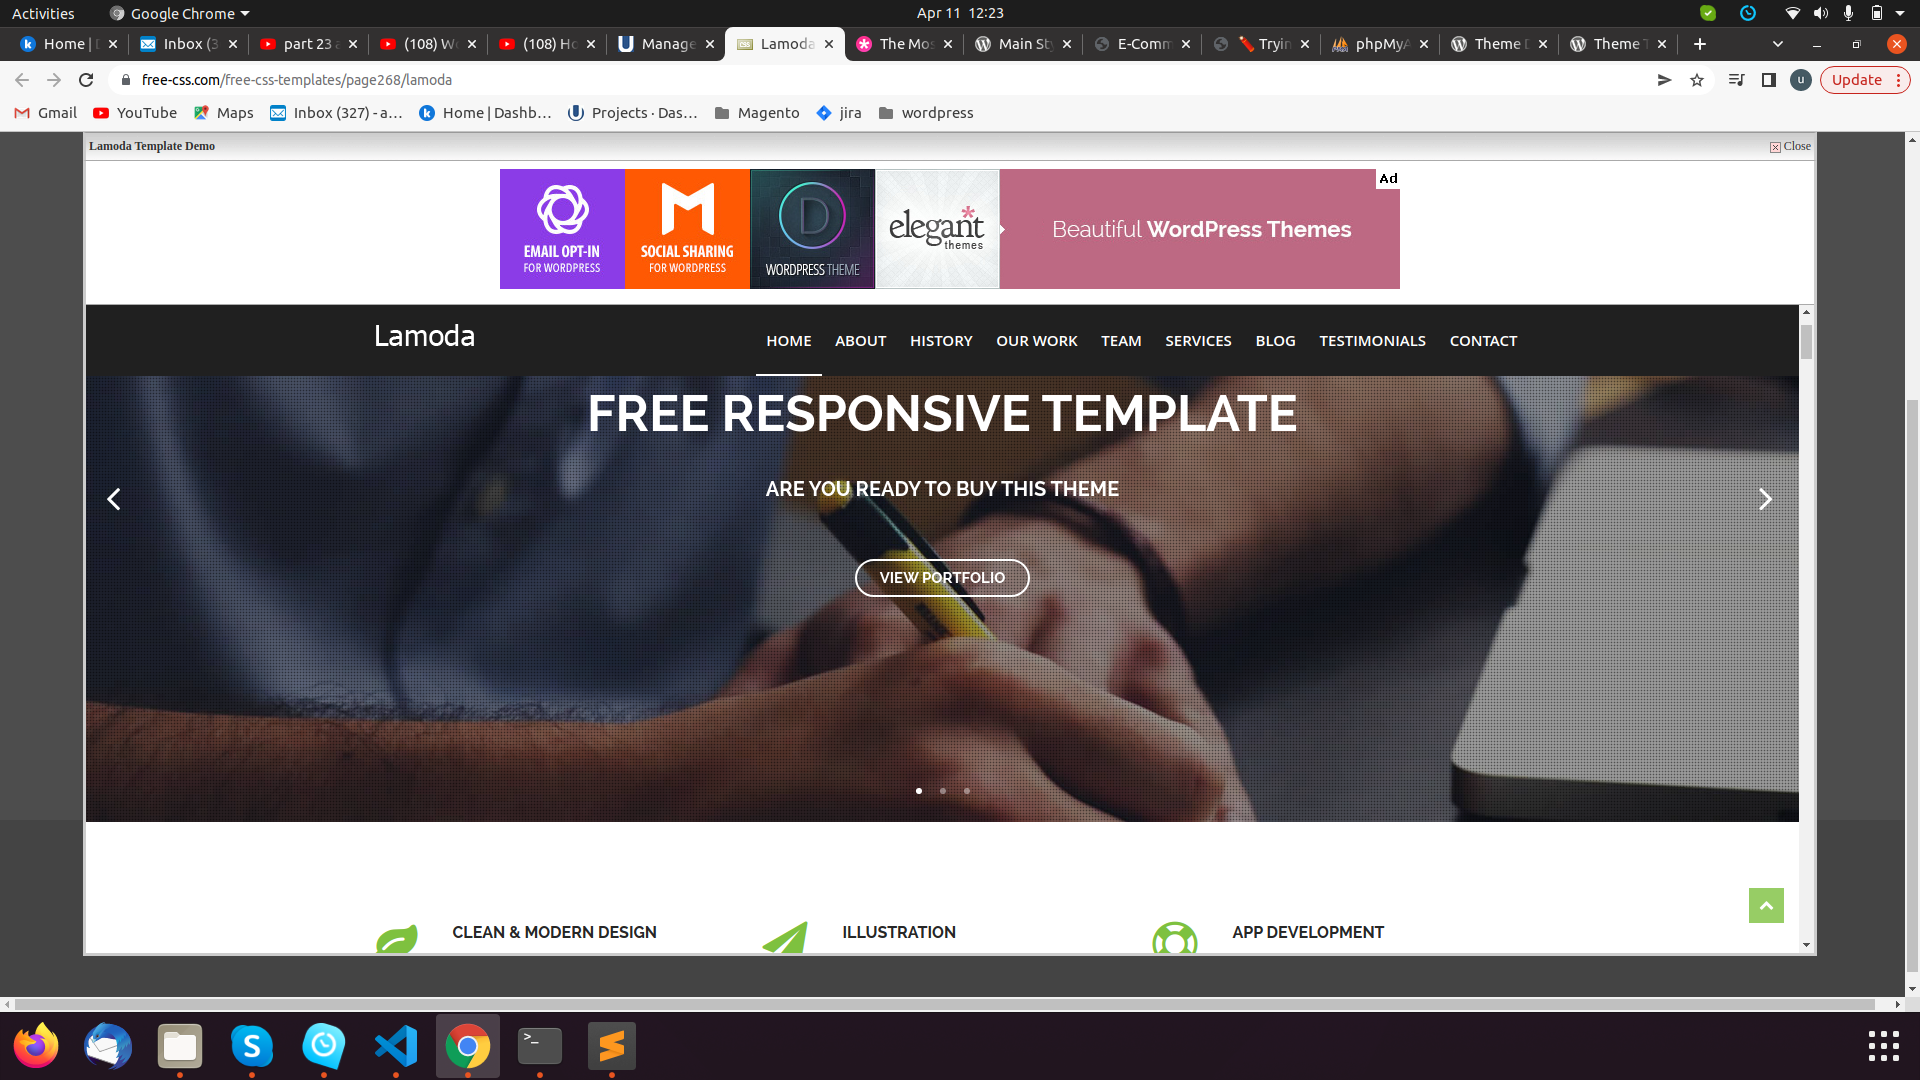 Activities
Google Chrome
Apr 11 12:23
Home |
Inbox (3
part 23
(108) W
(108) H
Manage
Lamoda
The Mos
Main St
E-Comm
Tryin
phpMyA
Theme
Theme
free-css.com/free-css-templates/page268/lamoda
u
Update
Gmail
YouTube
Maps
Inbox (327) - a...
Home | Dashb...
Projects · Das...
Magento
jira
wordpress
Lamoda Template Demo
Close
EMAIL OPT-IN
FOR WORDPRESS
SOCIAL SHARING
FOR WORDPRESS
D
WORDPRESS THEME
elegant
themes
Beautiful WordPress Themes
Ad
Lamoda
HOME
ABOUT
HISTORY
OUR WORK
TEAM
SERVICES
BLOG
TESTIMONIALS
CONTACT
FREE RESPONSIVE TEMPLATE
ARE YOU READY TO BUY THIS THEME
VIEW PORTFOLIO
CLEAN & MODERN DESIGN
ILLUSTRATION
APP DEVELOPMENT